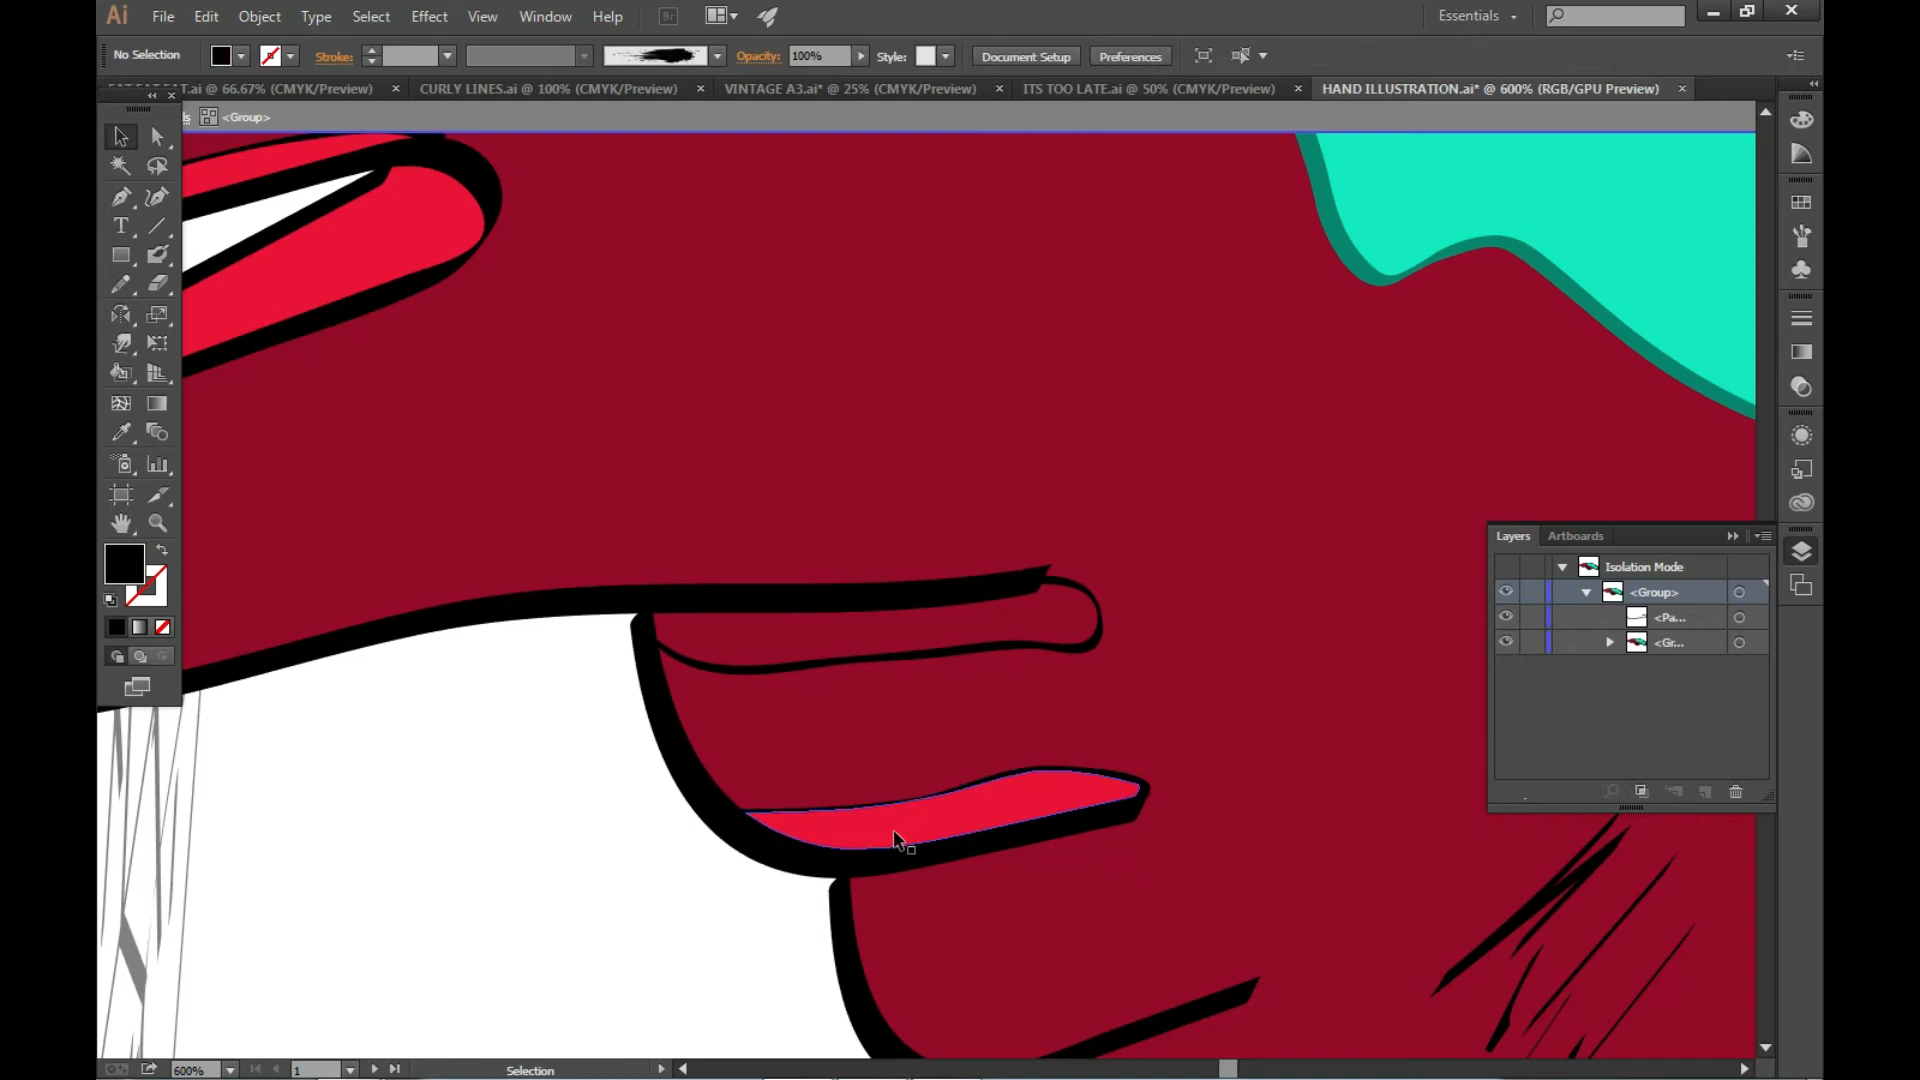 Ai File Edit Object Type Select Effect View Window Help Br Essentials
No Selection Stroke: Opacity: 100% Style: Document Setup Preferences
T.ai @ 66.67% (CMYK/Preview) CURLY LINES.ai @ 100% (CMYK/Preview) VINTAGE A3.ai* @ 25% (CMYK/Preview) ITS TOO LATE.ai @ 50% (CMYK/Preview) HAND ILLUSTRATION.ai* @ 600% (RGB/GPU Preview)
<Group>
Layers Artboards
Isolation Mode
<Group>
<Pa...
<Gr...
600% 1 Selection